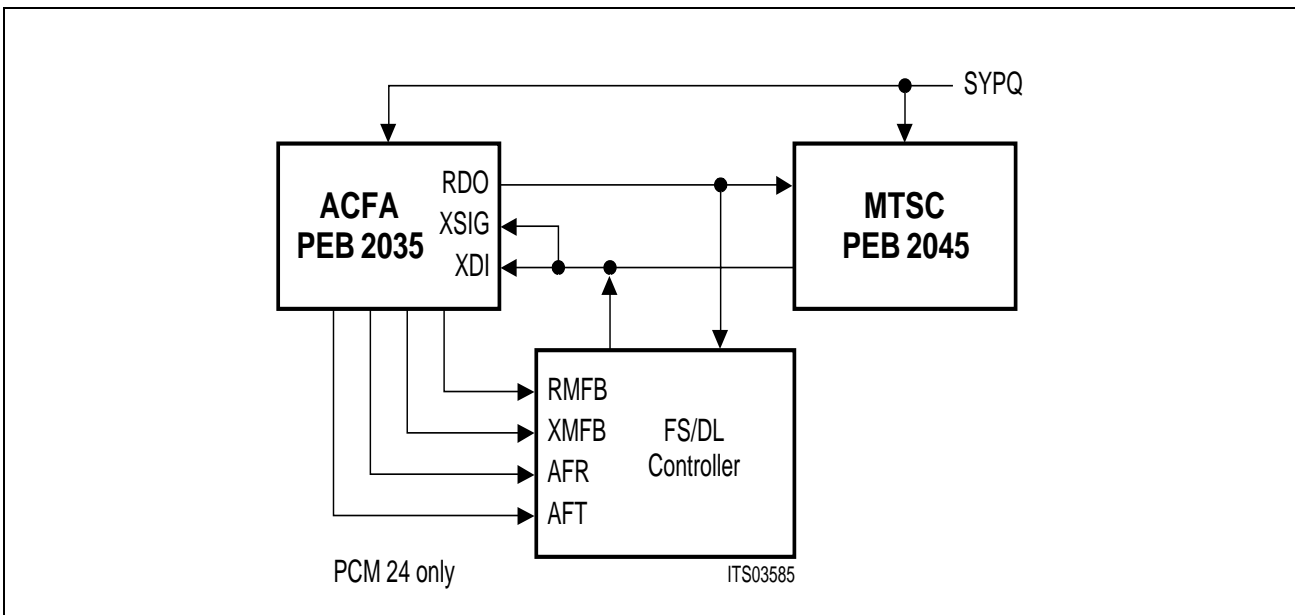 SYPQ
ACFA
PEB 2035
RDO
XSIG
XDI
MTSC
PEB 2045
RMFB
XMFB
AFR
AFT
FS/DL
Controller
PCM 24 only
ITS03585